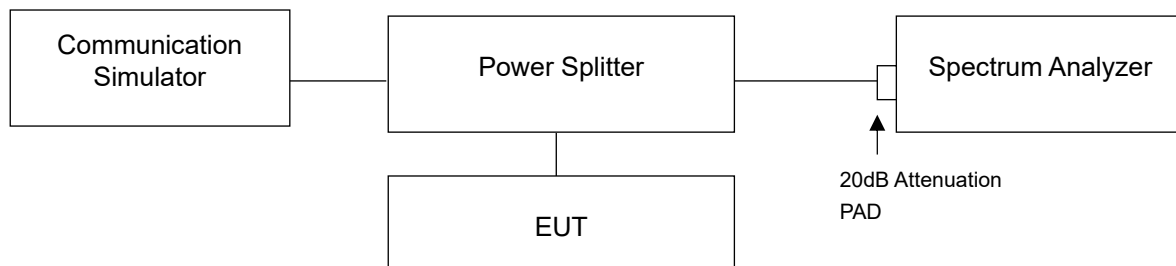 Communication
Simulator
Power Splitter
Spectrum Analyzer
20dB Attenuation
PAD
EUT